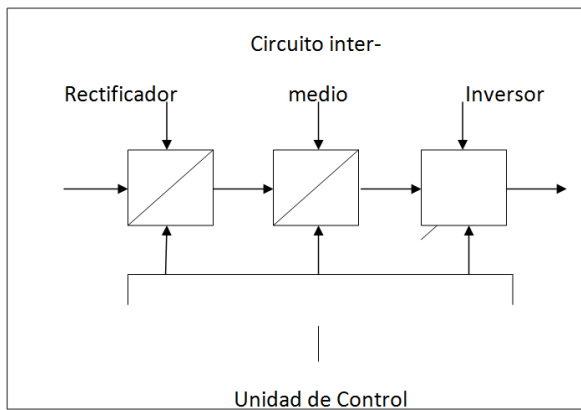 Circuito inter-
Rectificador medio Inversor
Unidad de Control